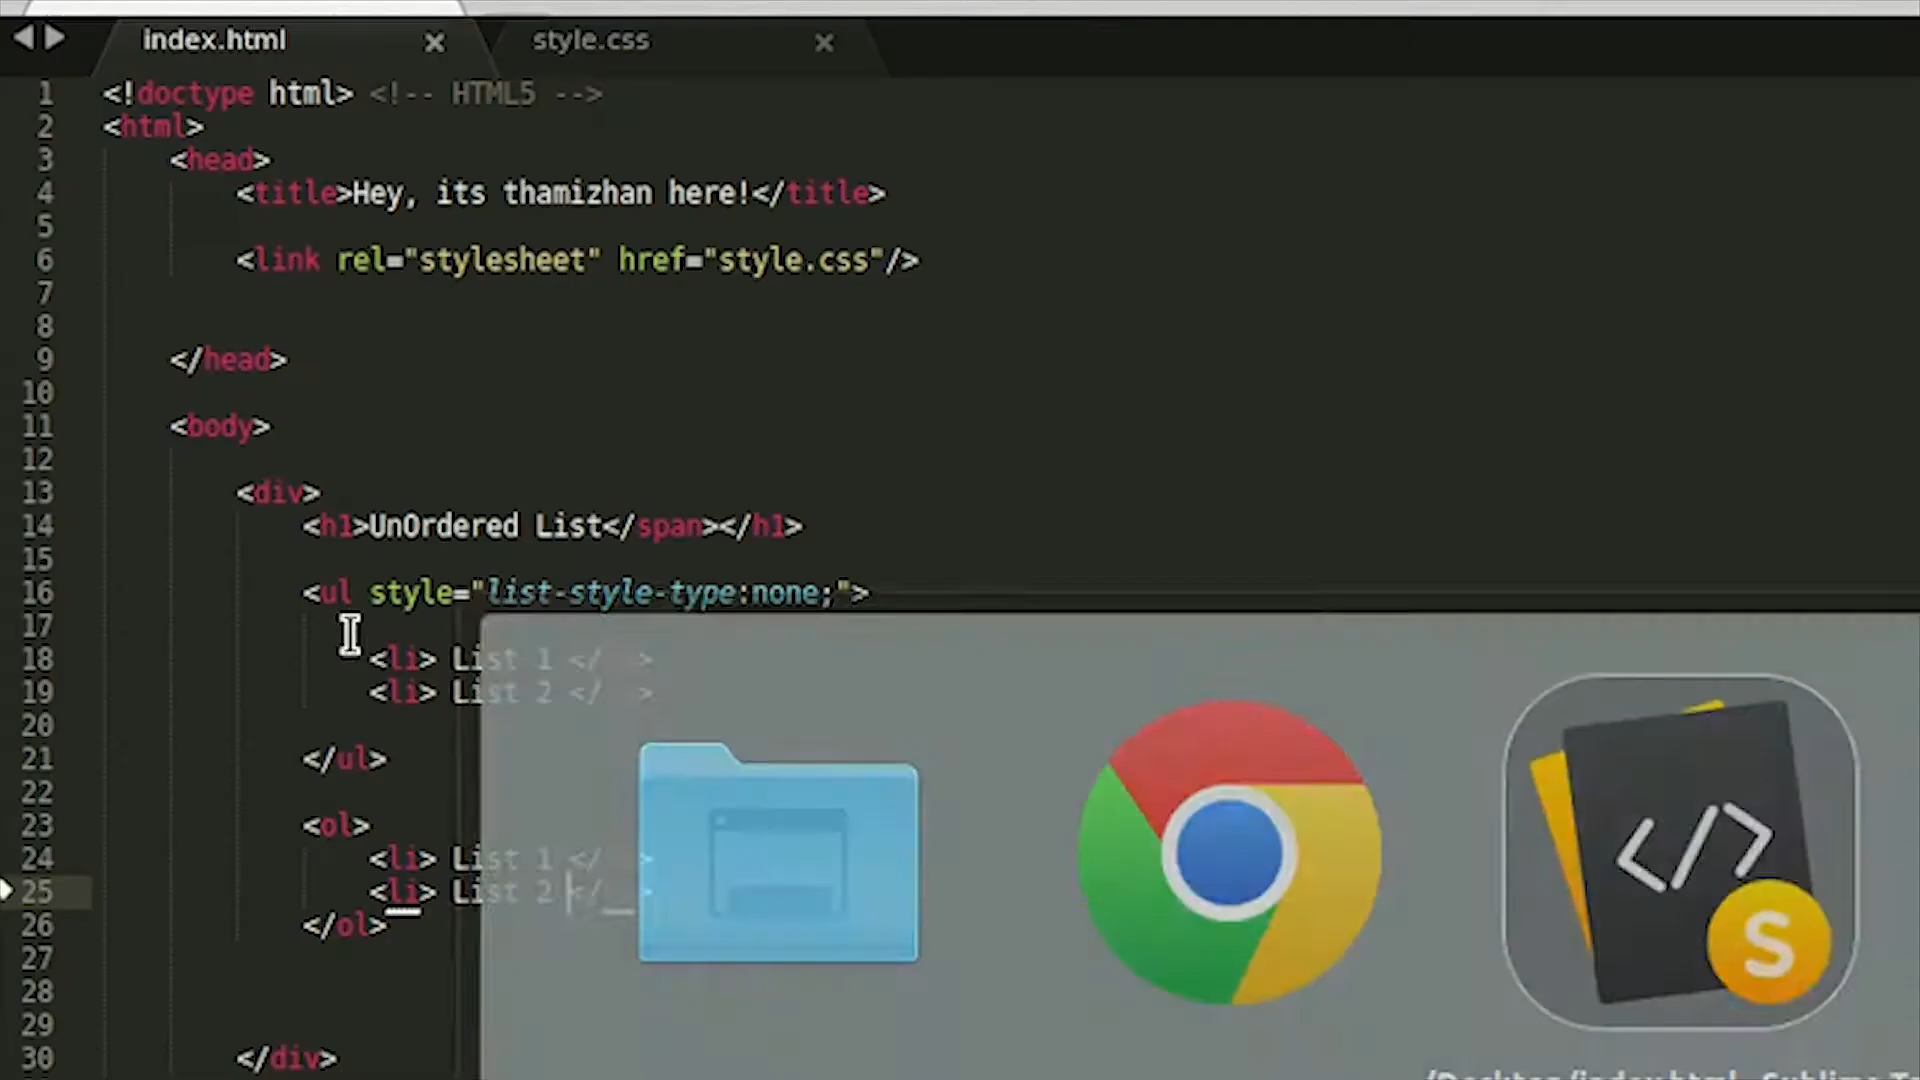 index.html × style.css ×
1 <!doctype html> <!-- HTML5 -->
2 <html>
3 <head>
4 <title>Hey, its thamizhan here!</title>
5
6 <link rel="stylesheet" href="style.css"/>
7
8
9 </head>
10
11 <body>
12
13 <div>
14 <h1>UnOrdered List</span></h1>
15
16 <ul style="list-style-type:none;">
17
18 <li> List 1 </ >
19 <li> List 2 </ >
20
21 </ul>
22
23 <ol>
24 <li> List 1 </ >
25 <li> List 2 </ >
26 </ol>
27
28
29
30 </div>
</> S
/Desktop/index.html - Sublime